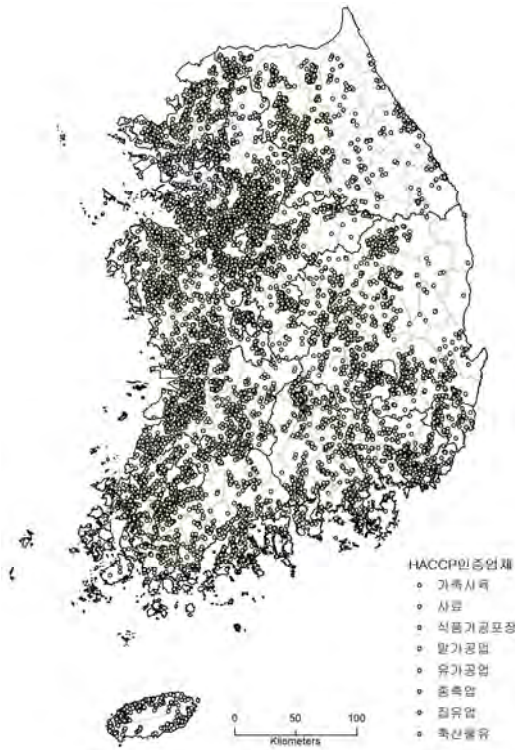 HACCP인증업체
가축사육
사료
식품가공포장
알가공업
유가공업
종축업
집유업
축산물유
0 50 100
Kilometers